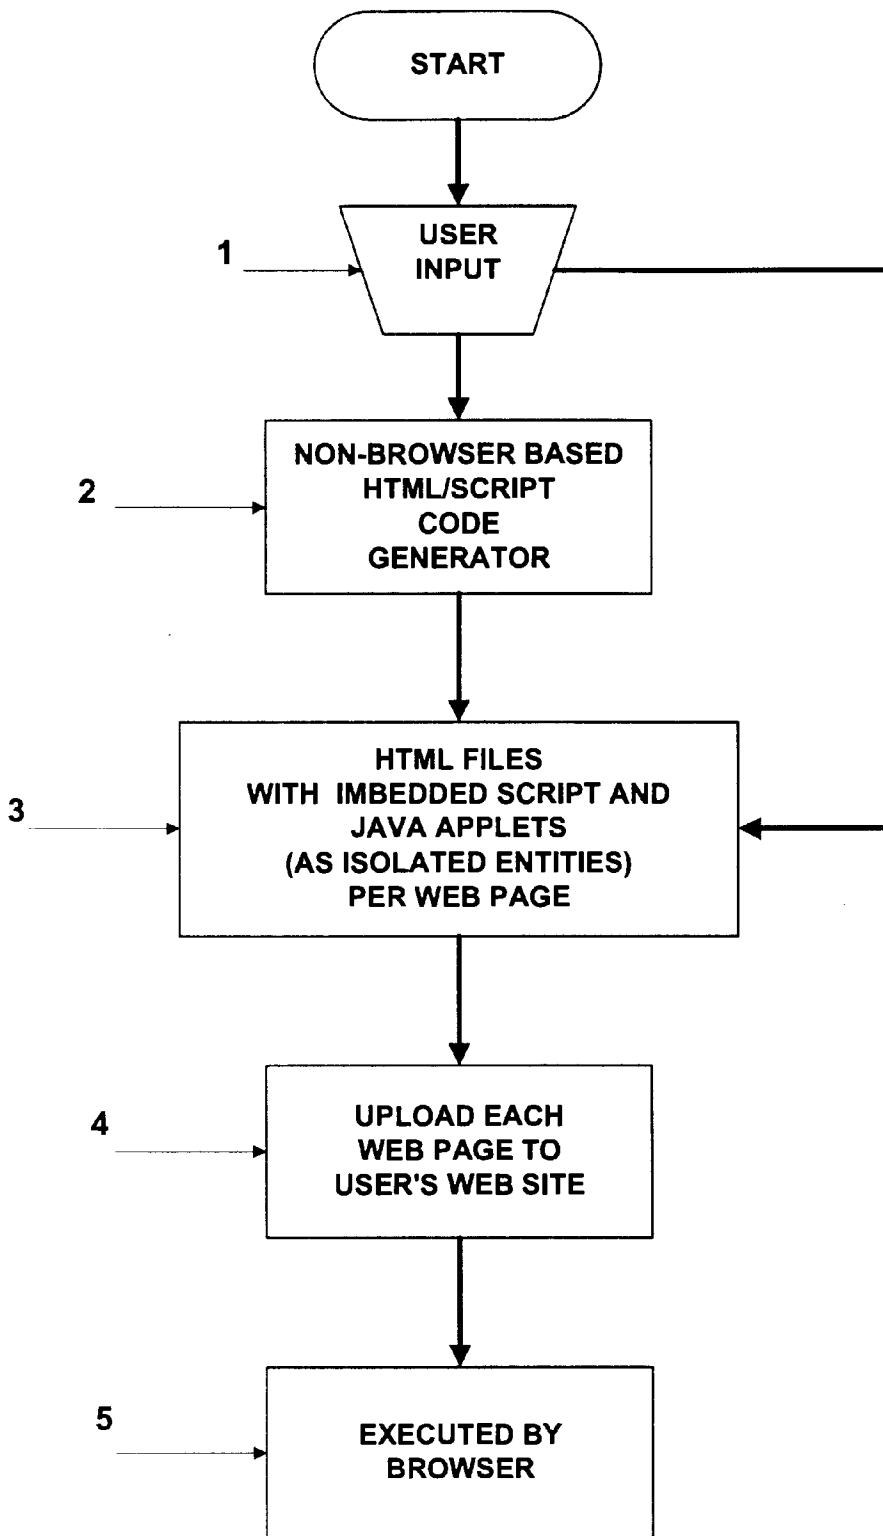 START
1
USER
INPUT
2
NON-BROWSER BASED
HTML/SCRIPT
CODE
GENERATOR
3
HTML FILES
WITH IMBEDDED SCRIPT AND
JAVA APPLETS
(AS ISOLATED ENTITIES)
PER WEB PAGE
4
UPLOAD EACH
WEB PAGE TO
USER'S WEB SITE
5
EXECUTED BY
BROWSER